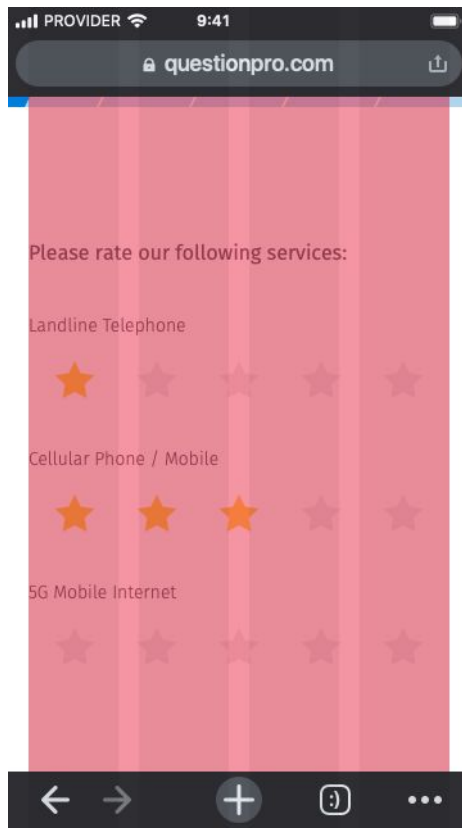 PROVIDER 9:41
questionpro.com
Please rate our following services:
Landline Telephone
Cellular Phone / Mobile
5G Mobile Internet
:)